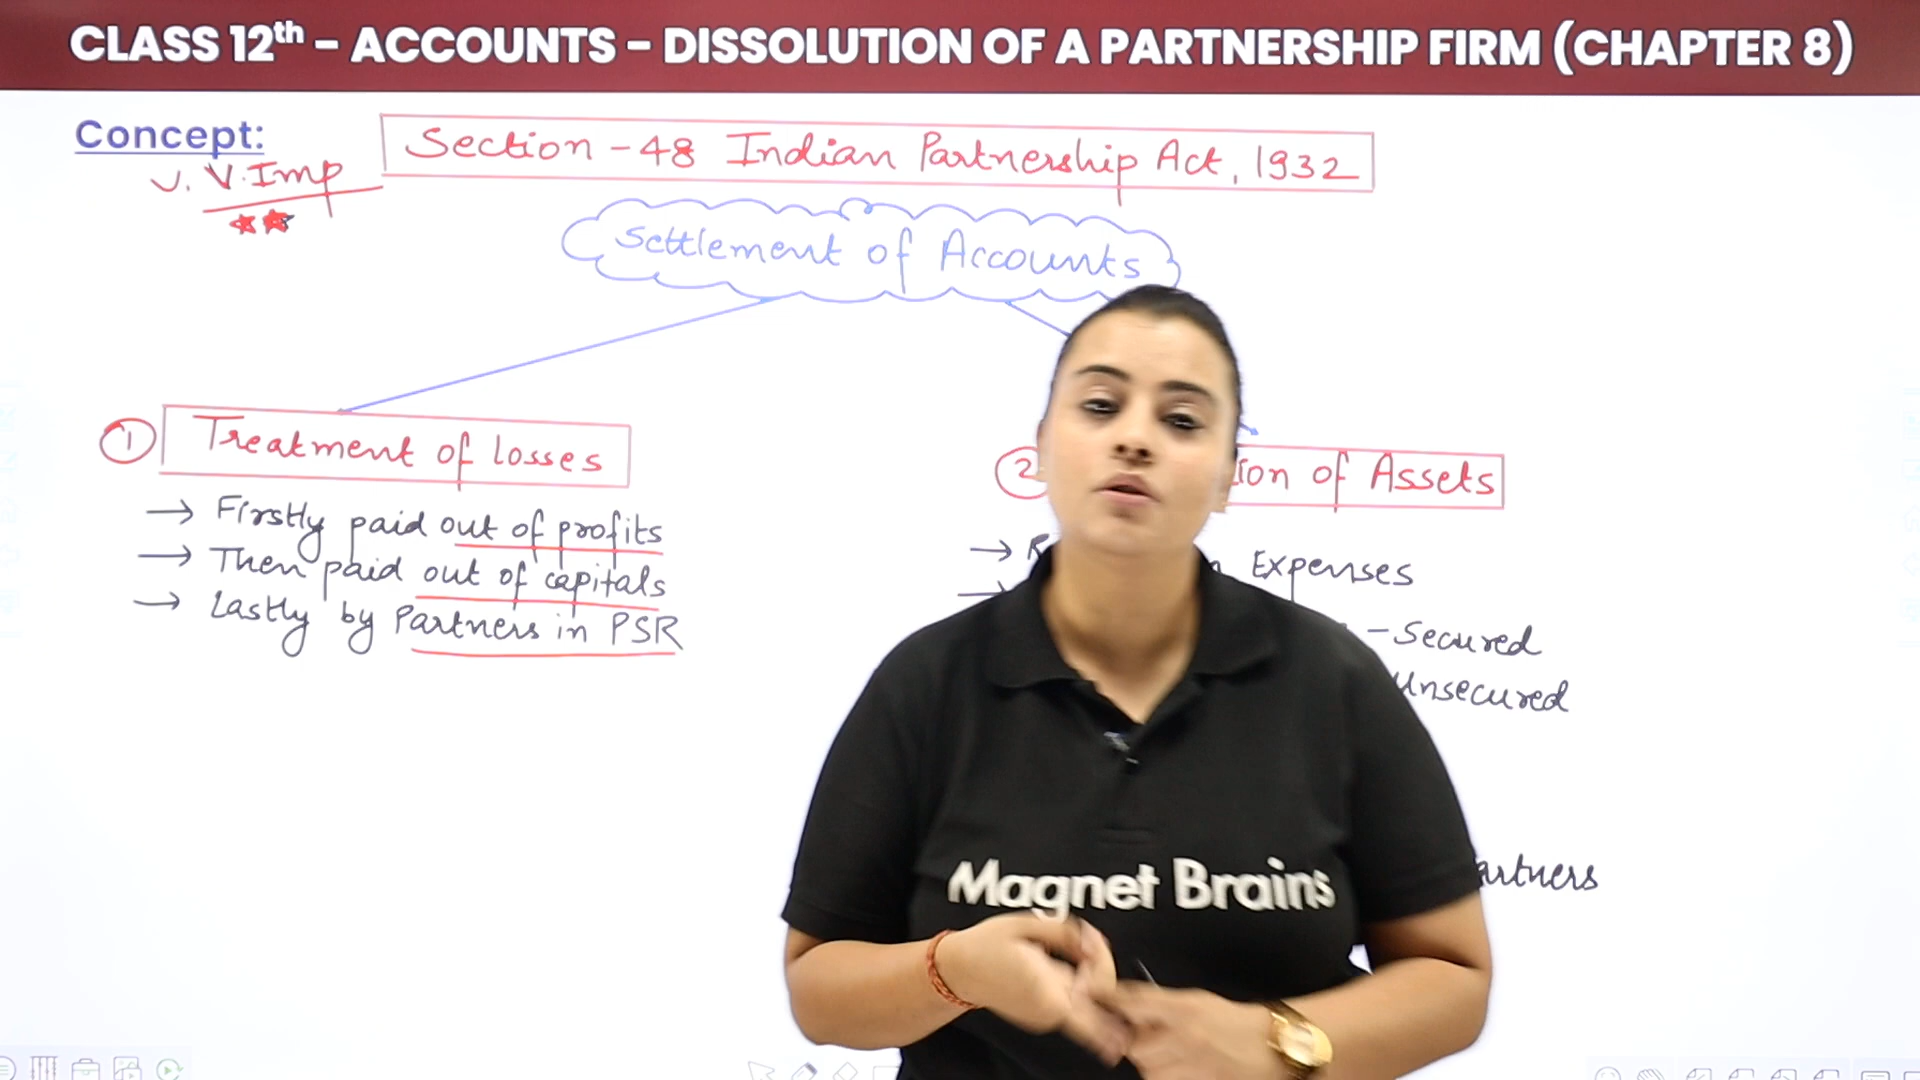 CLASS 12th – ACCOUNTS – DISSOLUTION OF A PARTNERSHIP FIRM (CHAPTER 8)
Concept:
V. V. Imp
Section - 48 Indian Partnership Act, 1932
Settlement of Accounts
① Treatment of losses
→ Firstly paid out of profits
→ Then paid out of capitals
→ Lastly by Partners in PSR
② of Assets
→ Expenses
→ - Secured
Unsecured
Magnet Brains